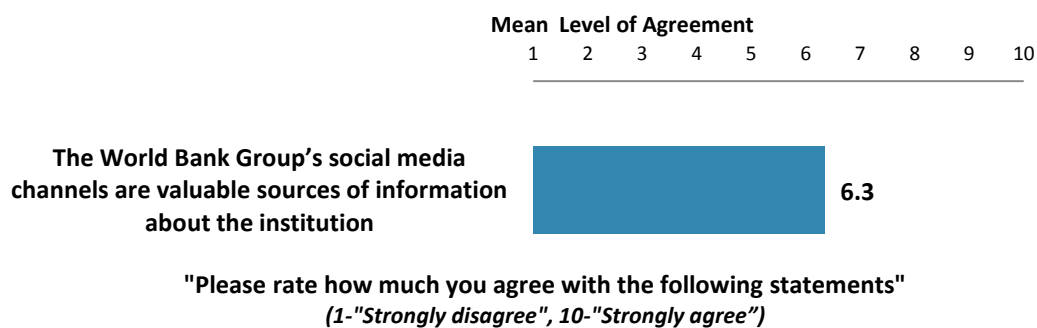 Mean Level of Agreement
1 2 3 4 5 6 7 8 9 10
The World Bank Group’s social media
channels are valuable sources of information
about the institution
6.3
"Please rate how much you agree with the following statements"
(1-"Strongly disagree", 10-"Strongly agree”)